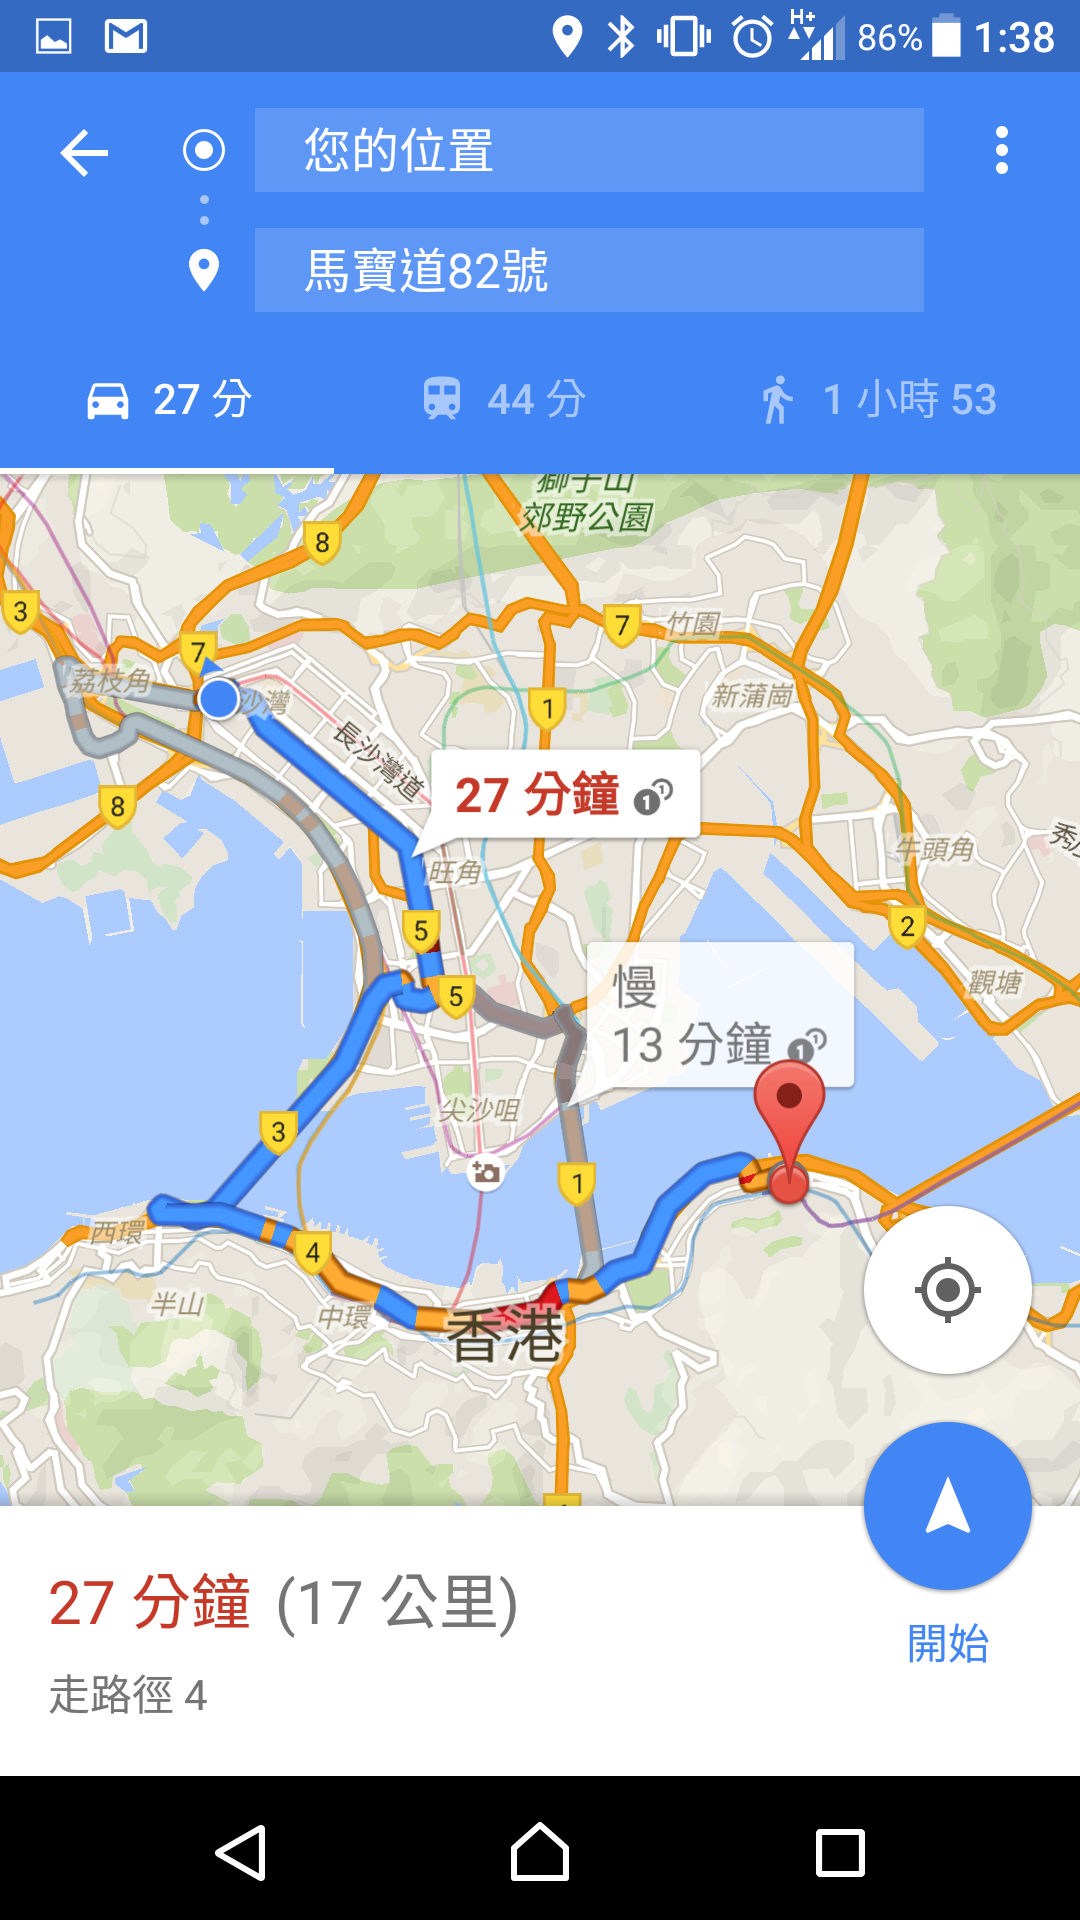 H+
86%
1:38
您的位置
馬寶道82號
27 分
44 分
1 小時 53
獅子山
郊野公園
8
3
7
7
竹園
荔枝角
沙灣
新蒲崗
1
長沙灣道
27 分鐘
8
旺角
牛頭角
5
2
慢
觀塘
5
13 分鐘
尖沙咀
3
1
西環
4
半山
中環
香港
27 分鐘 (17 公里)
開始
走路徑 4